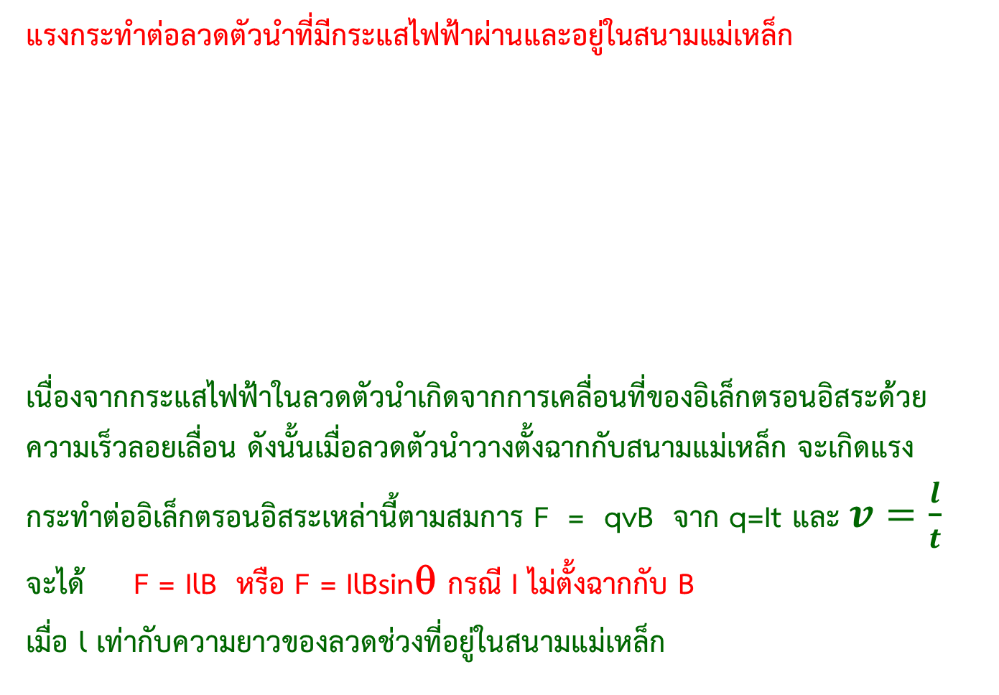 แรงกระทำต่อลวดตัวนำที่มีกระแสไฟฟ้าผ่านและอยู่ในสนามแม่เหล็ก
เนื่องจากกระแสไฟฟ้าในลวดตัวนำเกิดจากการเคลื่อนที่ของอิเล็กตรอนอิสระด้วย
ความเร็วลอยเลื่อน ดังนั้นเมื่อลวดตัวนำวางตั้งฉากกับสนามแม่เหล็ก จะเกิดแรง
กระทำต่ออิเล็กตรอนอิสระเหล่านี้ตามสมการ F = qvB จาก q=It และ v = l/t
จะได้ F = IlB หรือ F = IlBsinθ กรณี I ไม่ตั้งฉากกับ B
เมื่อ l เท่ากับความยาวของลวดช่วงที่อยู่ในสนามแม่เหล็ก